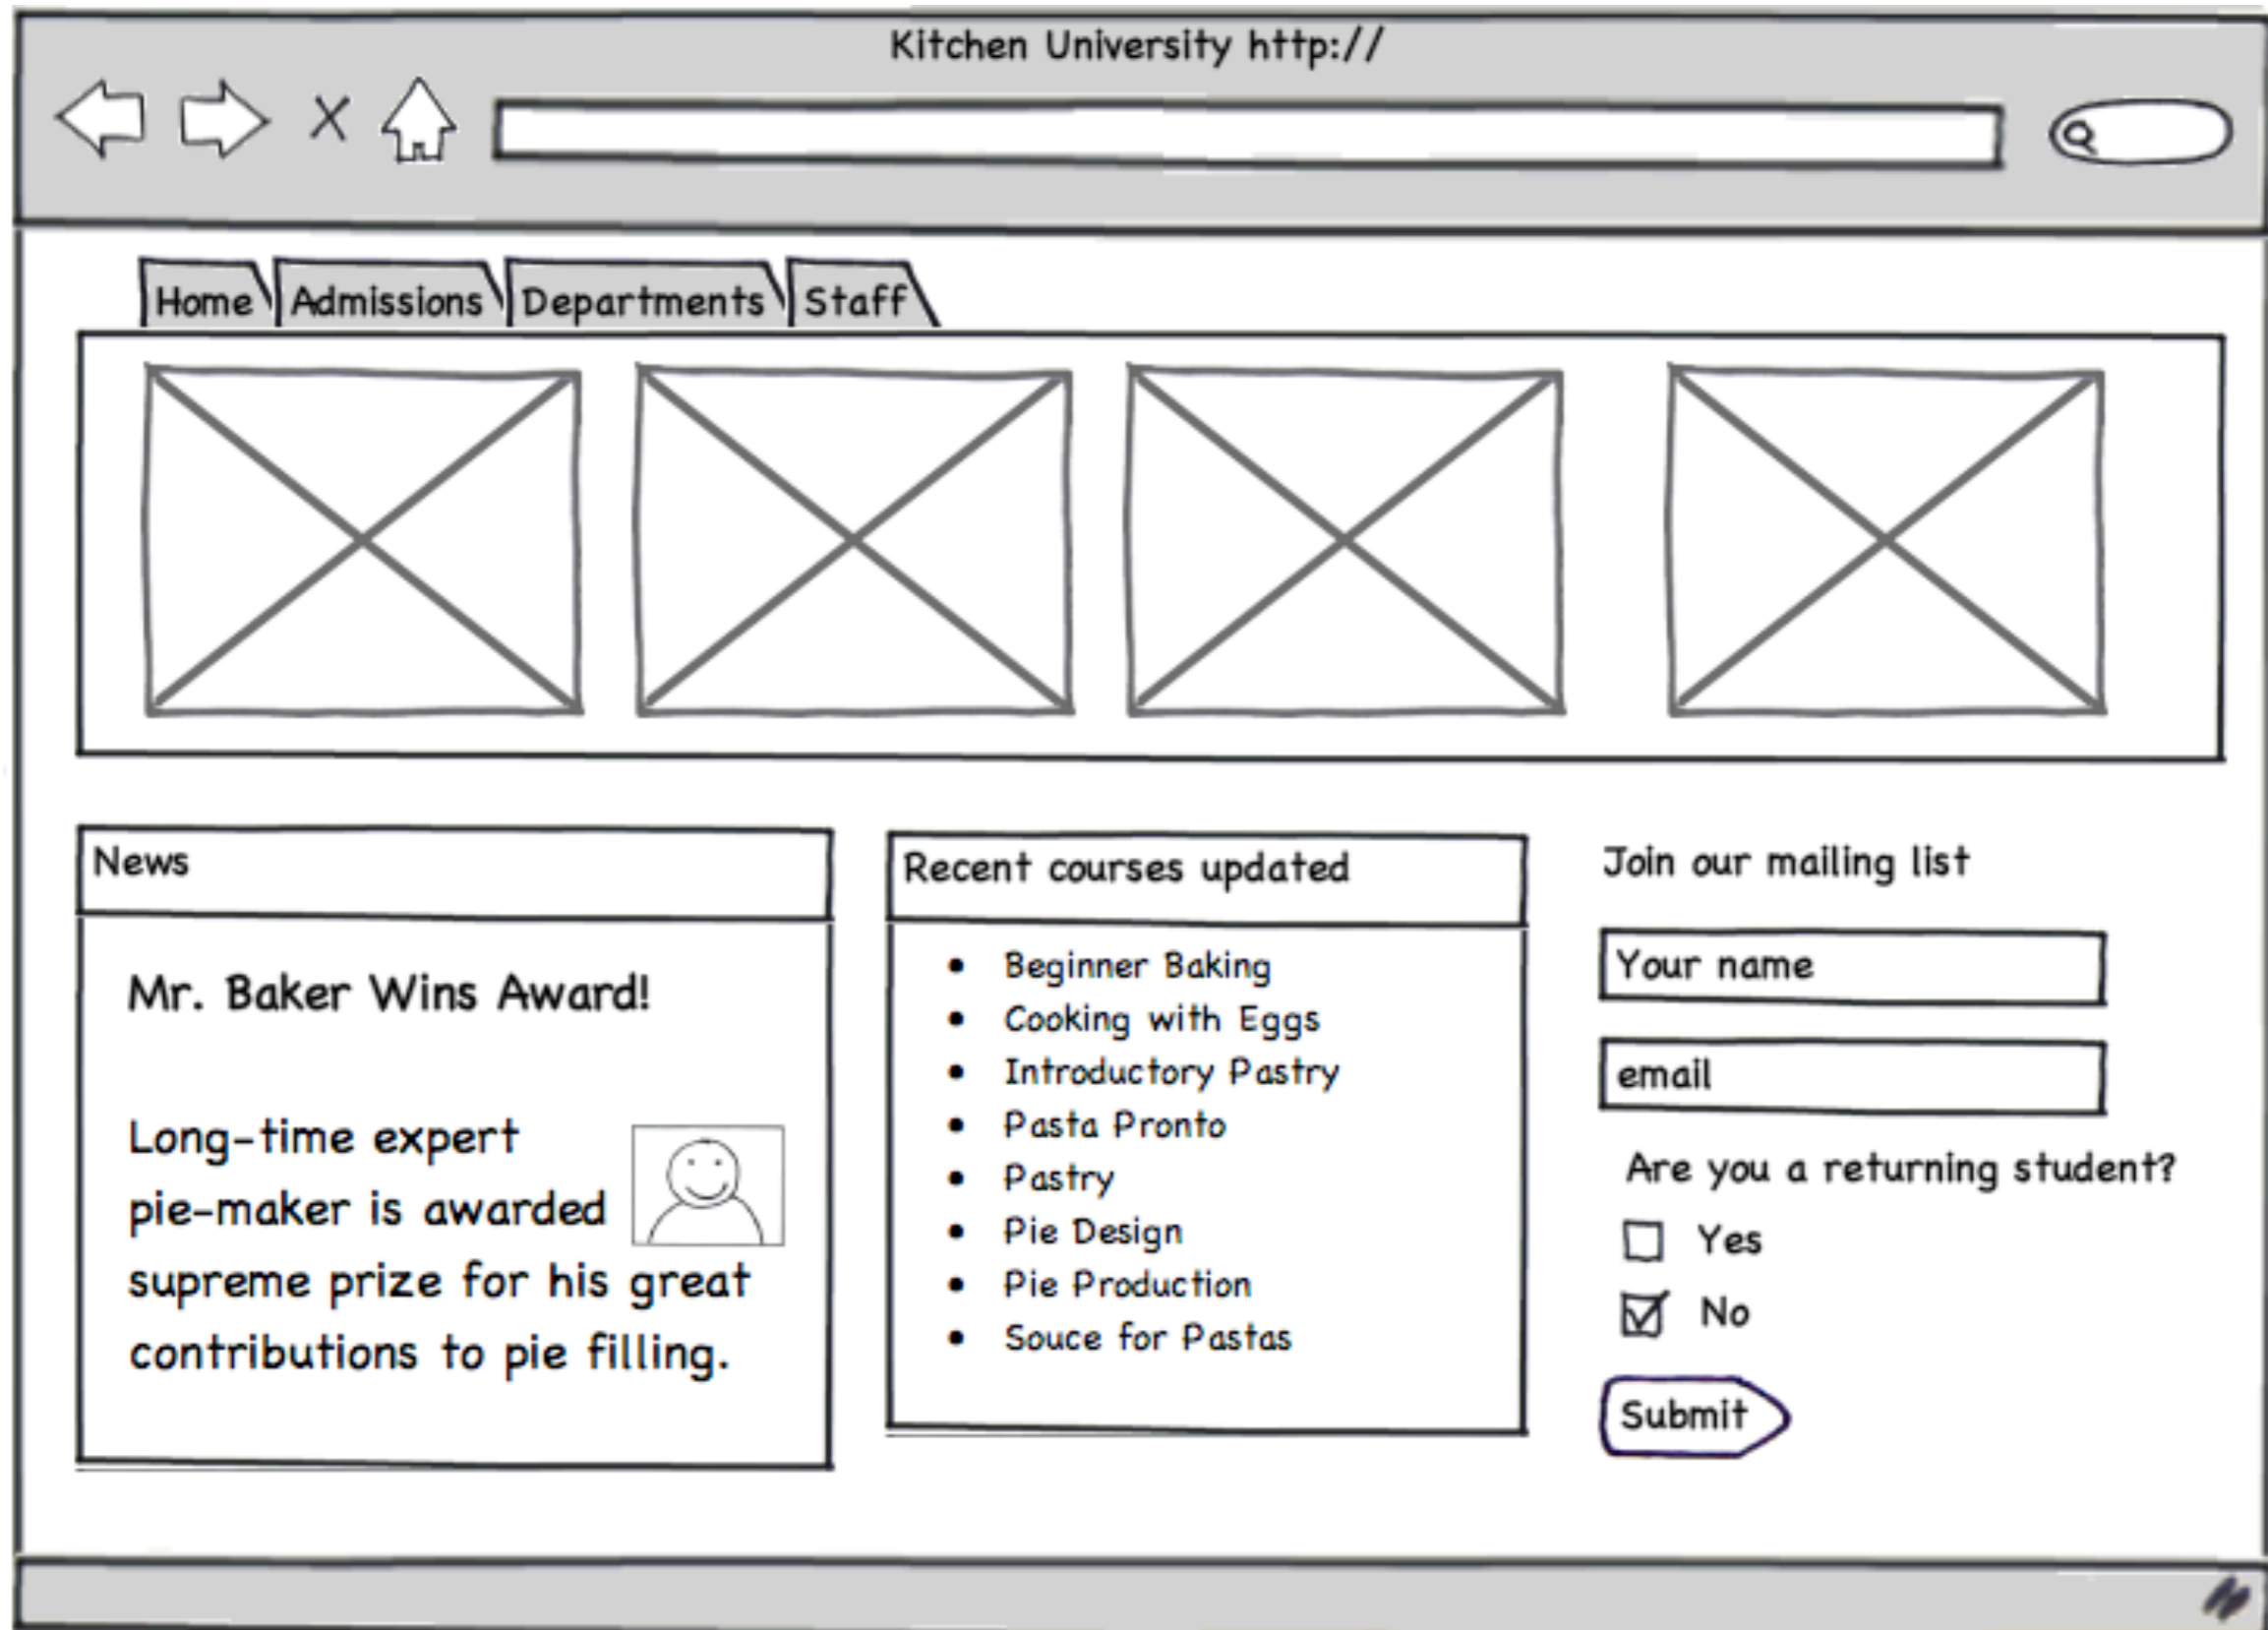 Kitchen University http://
Home Admissions Departments Staff
News
Mr. Baker Wins Award!
Long-time expert
pie-maker is awarded
supreme prize for his great
contributions to pie filling.
Recent courses updated
• Beginner Baking
• Cooking with Eggs
• Introductory Pastry
• Pasta Pronto
• Pastry
• Pie Design
• Pie Production
• Souce for Pastas
Join our mailing list
Your name
email
Are you a returning student?
Yes
No
Submit